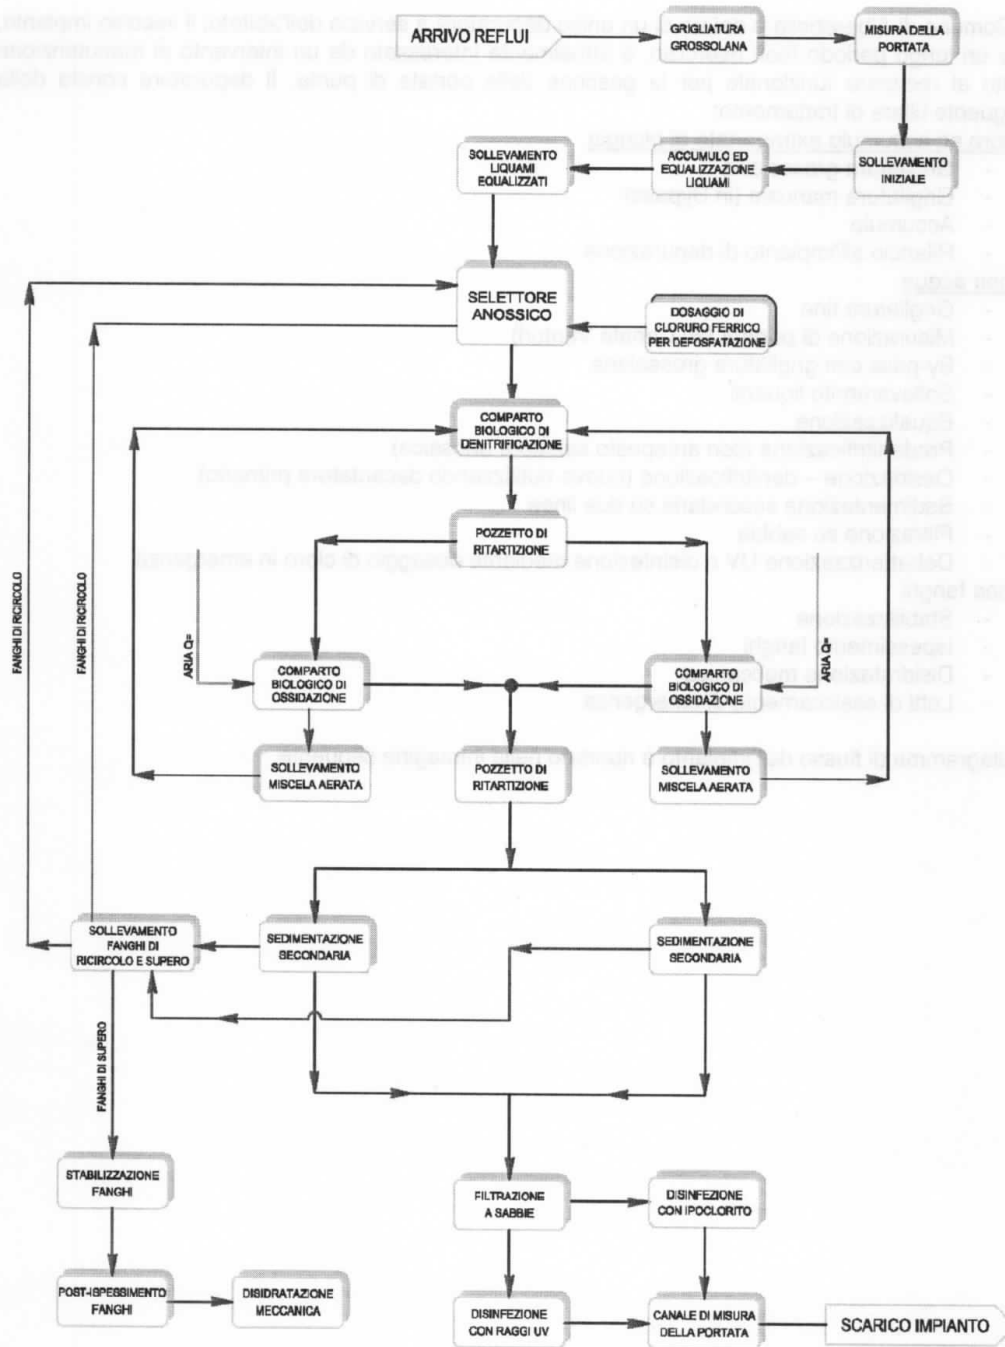 ARRIVO REFLUI
GRIGLIATURA
GROSSOLANA
MISURA DELLA
PORTATA
SOLLEVAMENTO
LIQUAMI
EQUALIZZATI
ACCUMULO ED
EQUALIZZAZIONE
LIQUAMI
SOLLEVAMENTO
INIZIALE
SELETTORE
ANOSSICO
DOSAGGIO DI
CLORURO FERRICO
PER DEFOSFATAZIONE
COMPARTO
BIOLOGICO DI
DENITRIFICAZIONE
POZZETTO DI
RITARTIZIONE
FANGHI DI RICIRCOLO
FANGHI DI RICIRCOLO
ARIA Q=
ARIA Q=
COMPARTO
BIOLOGICO DI
OSSIDAZIONE
COMPARTO
BIOLOGICO DI
OSSIDAZIONE
SOLLEVAMENTO
MISCELA AERATA
POZZETTO DI
RITARTIZIONE
SOLLEVAMENTO
MISCELA AERATA
SOLLEVAMENTO
FANGHI DI
RICIRCOLO E SUPERO
SEDIMENTAZIONE
SECONDARIA
SEDIMENTAZIONE
SECONDARIA
FANGHI DI SUPERO
STABILIZZAZIONE
FANGHI
FILTRAZIONE
A SABBIE
DISINFEZIONE
CON IPOCLORITO
POST-ISPESSIMENTO
FANGHI
DISIDRATAZIONE
MECCANICA
DISINFEZIONE
CON RAGGI UV
CANALE DI MISURA
DELLA PORTATA
SCARICO IMPIANTO